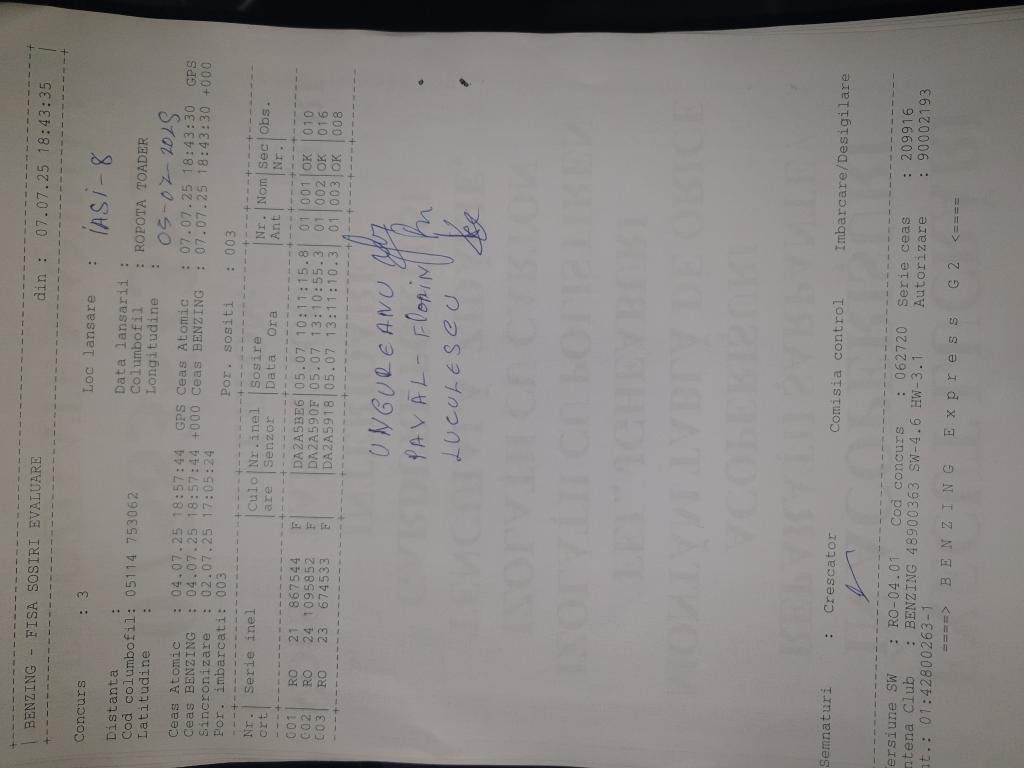 BENZING - FISA SOSIRI EVALUARE din : 07.07.25 18:43:35
Concurs : 3 Loc lansare : iASi-8
Distanta : Data lansarii :
Cod columbofil: 05114 753062 Columbofil : ROPOTA TOADER
Latitudine : Longitudine : 05-07-2025
Ceas Atomic : 04.07.25 18:57:44 GPS Ceas Atomic : 07.07.25 18:43:30 GPS
Ceas BENZING : 04.07.25 18:57:44 +000 Ceas BENZING : 07.07.25 18:43:30 +000
Sincronizare : 02.07.25 17:05:24
Por. imbarcati: 003 Por. sositi : 003
Nr.| Serie inel |Culo|Nr.inel |Sosire |Nr. |Nom|Sec|Obs.
crt| |are |Senzor |Data Ora |Ant | |Nr.|
001| RO 21 867544 F| |DA2A5BE6|05.07 10:11:15.8| 01|001|OK |010
002| RO 24 1095852 F| |DA2A590F|05.07 13:10:55.3| 01|002|OK |016
003| RO 23 674533 F| |DA2A5918|05.07 13:11:10.3| 01|003|OK |008
UNGUREANU
PAVĂL-FLORIN
LUCULESCU
Semnaturi : Crescator Comisia control Imbarcare/Desigilare
ersiune SW : RO-04.01 Cod concurs : 062720 Serie ceas : 209916
ntena Club : BENZING 48900363 SW-4.6 HW-3.1 Autorizare : 90002193
nt.: 01:42800263-1
====> B E N Z I N G E x p r e s s G 2 <====